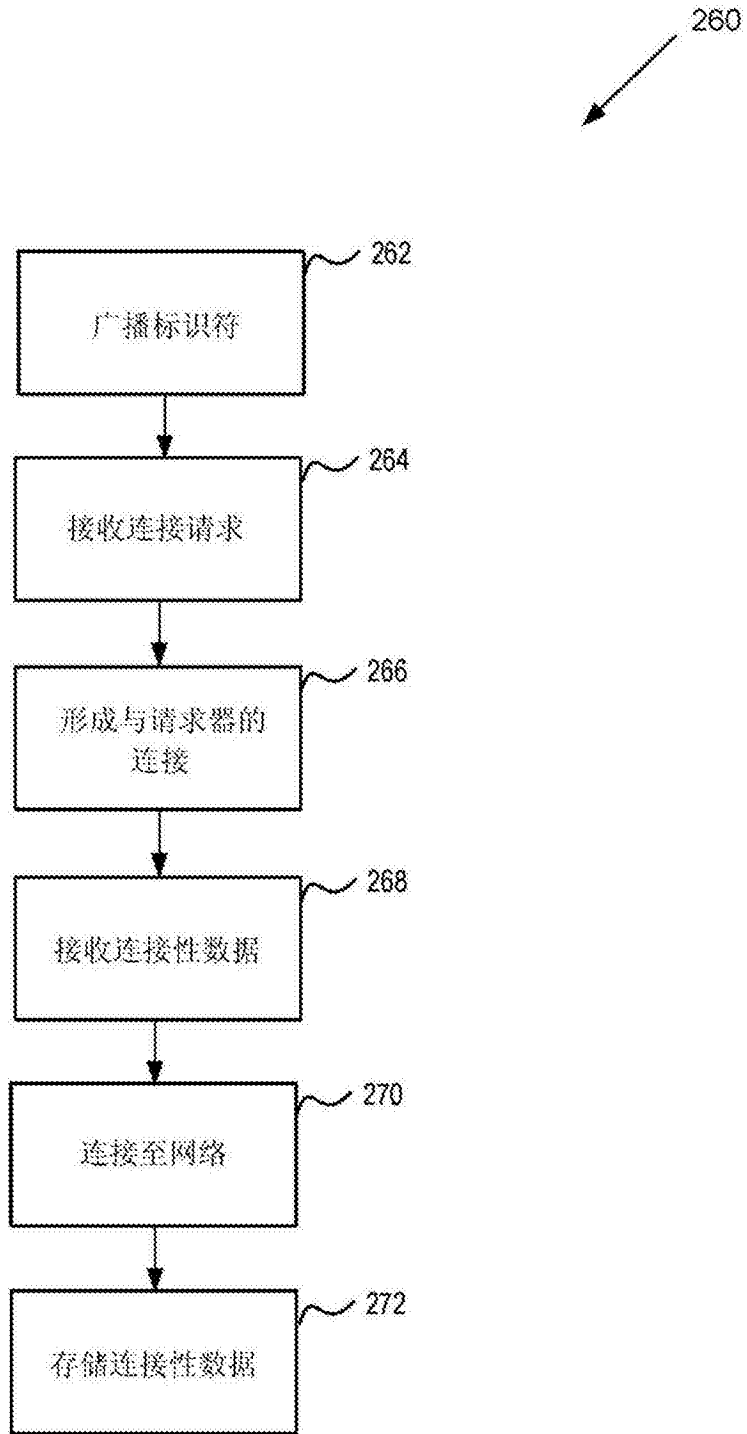 260
262
广播标识符
264
接收连接请求
266
形成与请求器的
连接
268
接收连接性数据
270
连接至网络
272
存储连接性数据